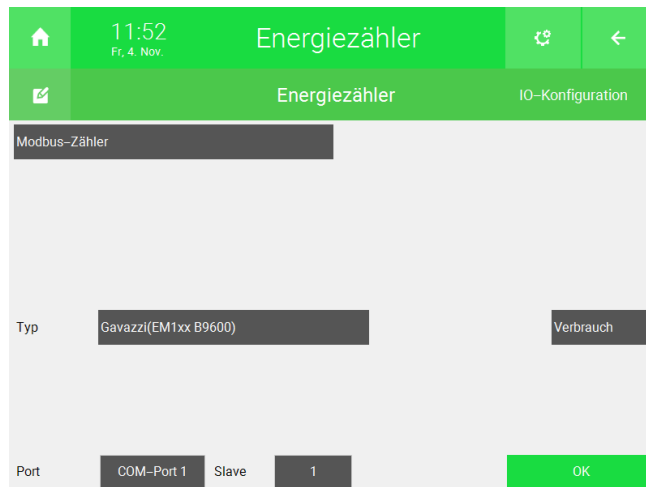 11:52
Fr, 4. Nov.
Energiezähler
Energiezähler
IO-Konfiguration
Modbus-Zähler
Typ
Gavazzi(EM1xx B9600)
Verbrauch
Port
COM-Port 1
Slave
1
OK